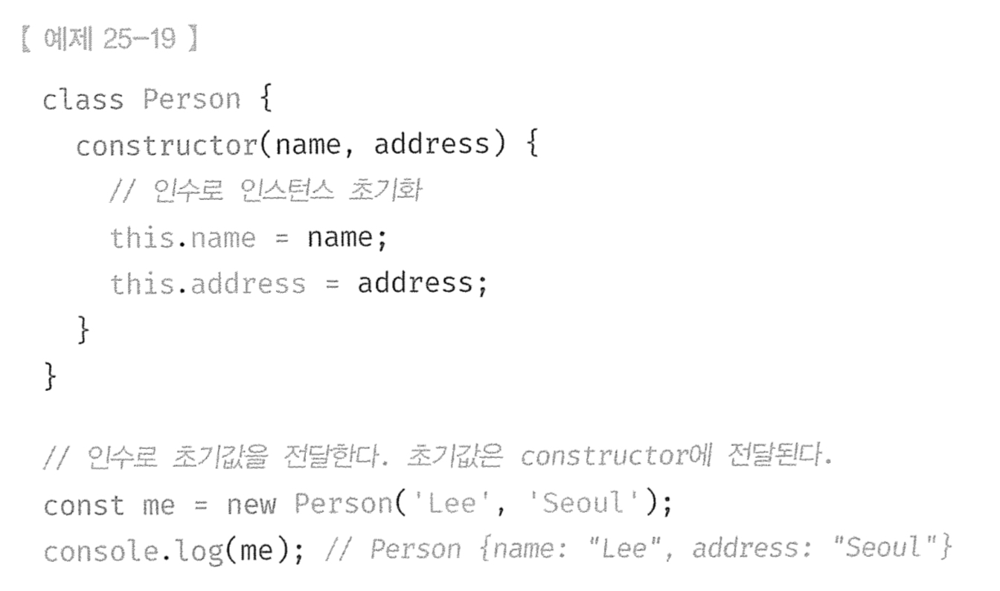 【 예제 25-19 】
class Person {
  constructor(name, address) {
    // 인수로 인스턴스 초기화
    this.name = name;
    this.address = address;
  }
}
// 인수로 초기값을 전달한다. 초기값은 constructor에 전달된다.
const me = new Person('Lee', 'Seoul');
console.log(me); // Person {name: "Lee", address: "Seoul"}